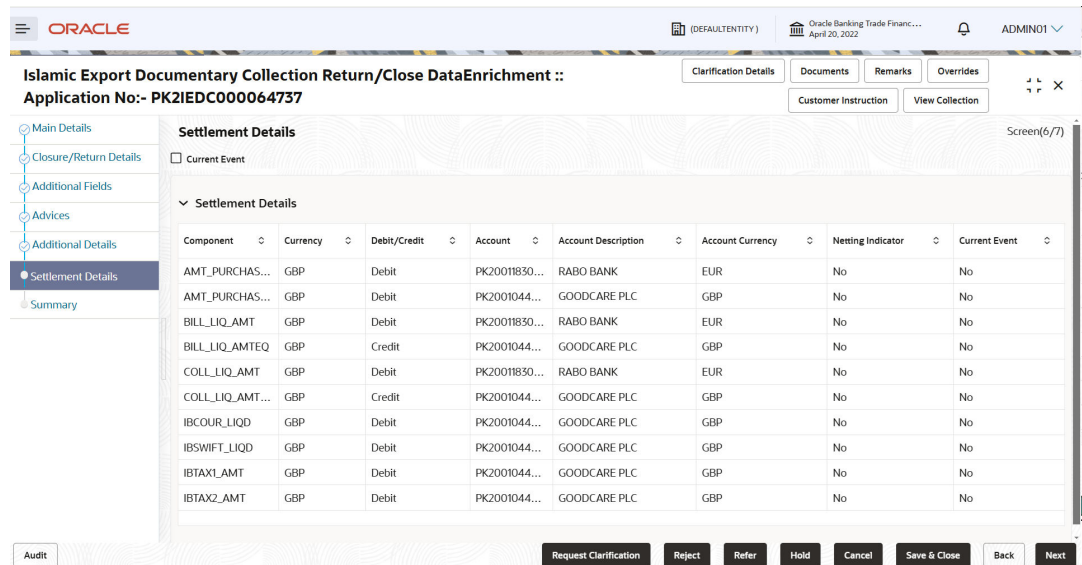 ORACLE
(DEFAULTENTITY)
Oracle Banking Trade Financ...
April 20, 2022
ADMIN01
Islamic Export Documentary Collection Return/Close DataEnrichment ::
Application No:- PK2IEDC000064737
Clarification Details
Documents
Remarks
Overrides
Customer Instruction
View Collection
Main Details
Closure/Return Details
Additional Fields
Advices
Additional Details
Settlement Details
Summary
Settlement Details
Screen(6/7)
Current Event
Settlement Details
Component Currency Debit/Credit Account Account Description Account Currency Netting Indicator Current Event
AMT_PURCHAS... GBP Debit PK20011830... RABO BANK EUR No No
AMT_PURCHAS... GBP Debit PK2001044... GOODCARE PLC GBP No No
BILL_LIQ_AMT GBP Debit PK20011830... RABO BANK EUR No No
BILL_LIQ_AMTEQ GBP Credit PK2001044... GOODCARE PLC GBP No No
COLL_LIQ_AMT GBP Debit PK20011830... RABO BANK EUR No No
COLL_LIQ_AMT... GBP Credit PK2001044... GOODCARE PLC GBP No No
IBCOUR_LIQD GBP Debit PK2001044... GOODCARE PLC GBP No No
IBSWIFT_LIQD GBP Debit PK2001044... GOODCARE PLC GBP No No
IBTAX1_AMT GBP Debit PK2001044... GOODCARE PLC GBP No No
IBTAX2_AMT GBP Debit PK2001044... GOODCARE PLC GBP No No
Audit
Request Clarification
Reject
Refer
Hold
Cancel
Save & Close
Back
Next